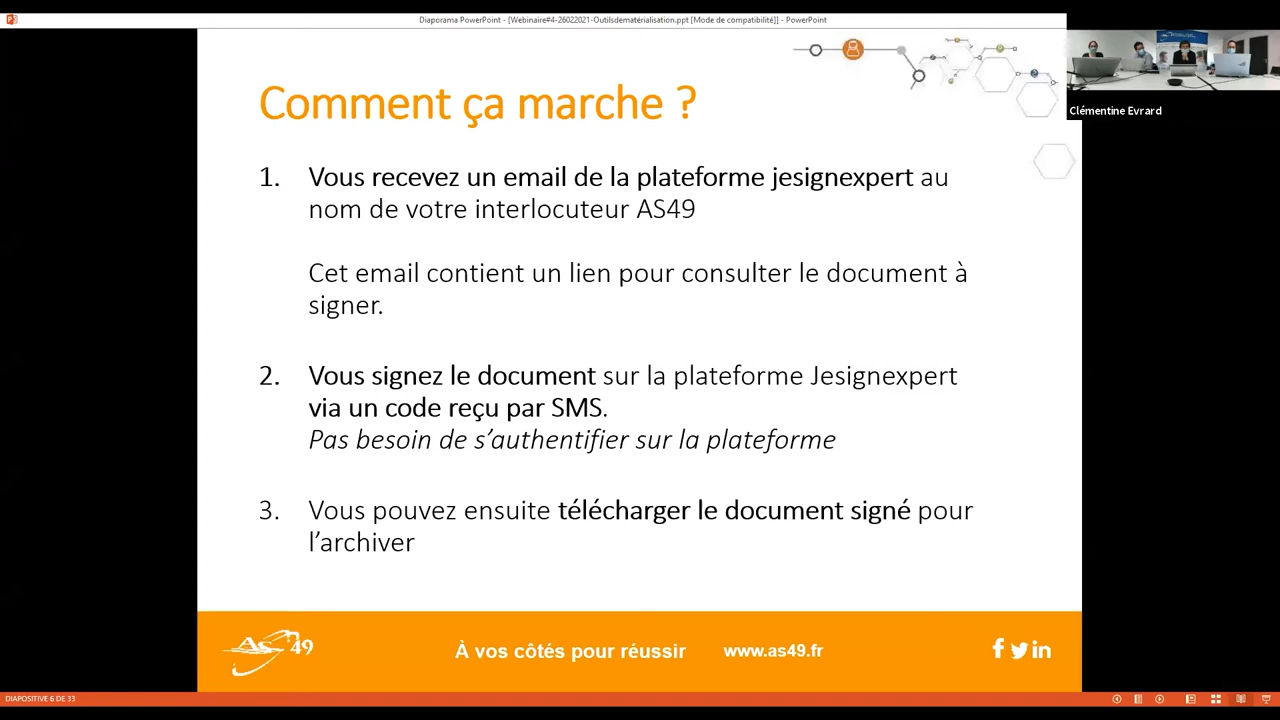 Diaporama PowerPoint - [Webinaire#4-26022021-Outilsdematérialisation.ppt [Mode de compatibilité]] - PowerPoint
Clémentine Evrard
Comment ça marche ?
1. Vous recevez un email de la plateforme jesignexpert au
nom de votre interlocuteur AS49
Cet email contient un lien pour consulter le document à
signer.
2. Vous signez le document sur la plateforme Jesignexpert
via un code reçu par SMS.
Pas besoin de s’authentifier sur la plateforme
3. Vous pouvez ensuite télécharger le document signé pour
l’archiver
As 49
À vos côtés pour réussir www.as49.fr
DIAPOSITIVE 6 DE 33